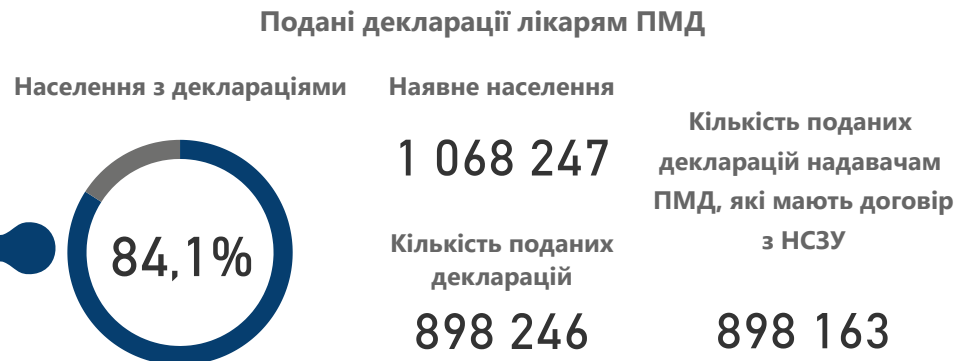 Подані декларації лікарям ПМД
Населення з деклараціями
84,1%
Наявне населення
1 068 247
Кількість поданих
декларацій
898 246
Кількість поданих
декларацій надавачам
ПМД, які мають договір
з НСЗУ
898 163